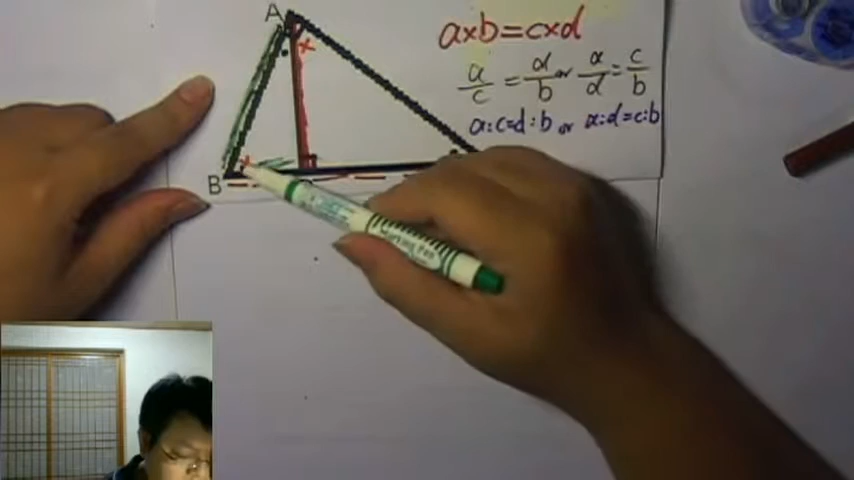 A
a×b=c×d
a/c = d/b or a/d = c/b
a:c=d:b or a:d=c:b
B